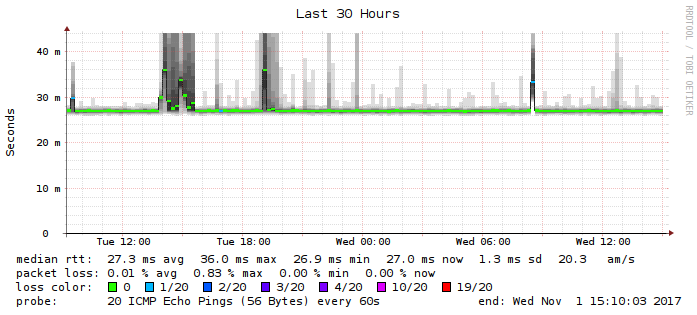 Last 30 Hours
RRDTOOL / TOBI OETIKER
Seconds
40 m
30 m
20 m
10 m
0
Tue 12:00 Tue 18:00 Wed 00:00 Wed 06:00 Wed 12:00
median rtt: 27.3 ms avg 36.0 ms max 26.9 ms min 27.0 ms now 1.3 ms sd 20.3 am/s
packet loss: 0.01 % avg 0.83 % max 0.00 % min 0.00 % now
loss color: 0 1/20 2/20 3/20 4/20 10/20 19/20
probe: 20 ICMP Echo Pings (56 Bytes) every 60s end: Wed Nov 1 15:10:03 2017